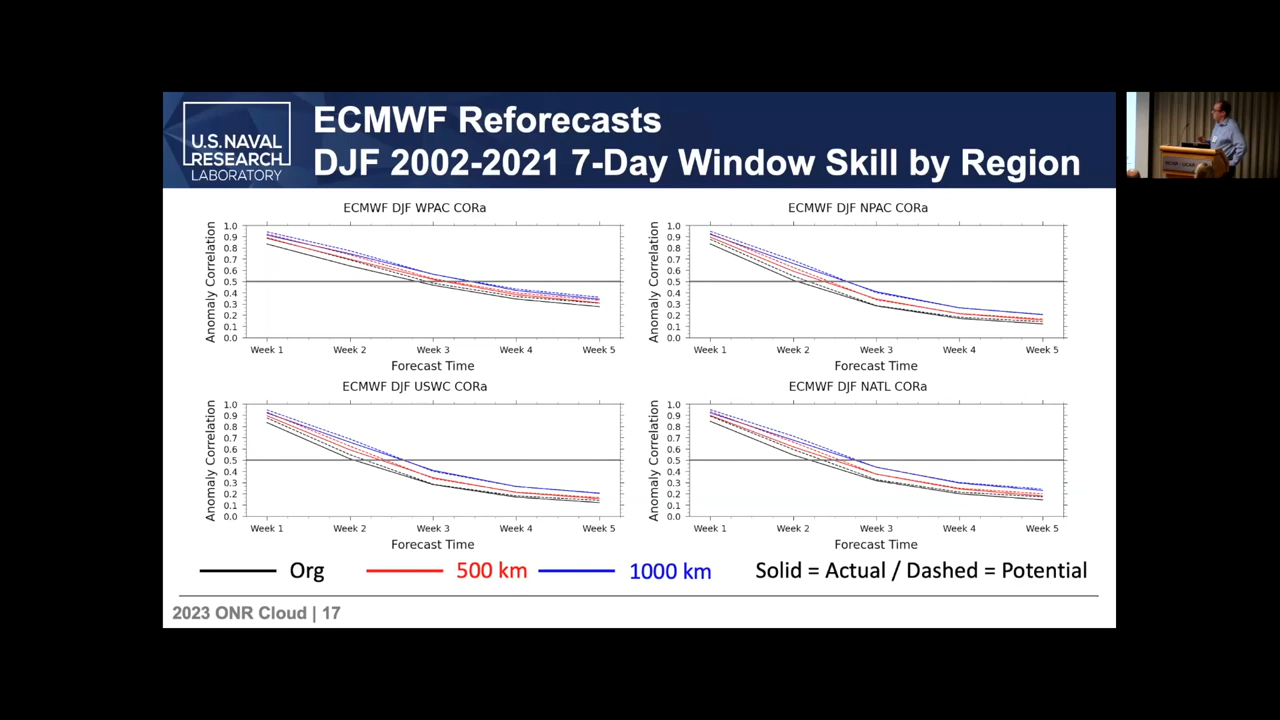 U.S. NAVAL
RESEARCH
LABORATORY
ECMWF Reforecasts
DJF 2002-2021 7-Day Window Skill by Region
ECMWF DJF WPAC CORa
Anomaly Correlation
1.0
0.9
0.8
0.7
0.6
0.5
0.4
0.3
0.2
0.1
0.0
Week 1 Week 2 Week 3 Week 4 Week 5
Forecast Time
ECMWF DJF NPAC CORa
Anomaly Correlation
1.0
0.9
0.8
0.7
0.6
0.5
0.4
0.3
0.2
0.1
0.0
Week 1 Week 2 Week 3 Week 4 Week 5
Forecast Time
ECMWF DJF USWC CORa
Anomaly Correlation
1.0
0.9
0.8
0.7
0.6
0.5
0.4
0.3
0.2
0.1
0.0
Week 1 Week 2 Week 3 Week 4 Week 5
Forecast Time
ECMWF DJF NATL CORa
Anomaly Correlation
1.0
0.9
0.8
0.7
0.6
0.5
0.4
0.3
0.2
0.1
0.0
Week 1 Week 2 Week 3 Week 4 Week 5
Forecast Time
Org 500 km 1000 km Solid = Actual / Dashed = Potential
2023 ONR Cloud | 17